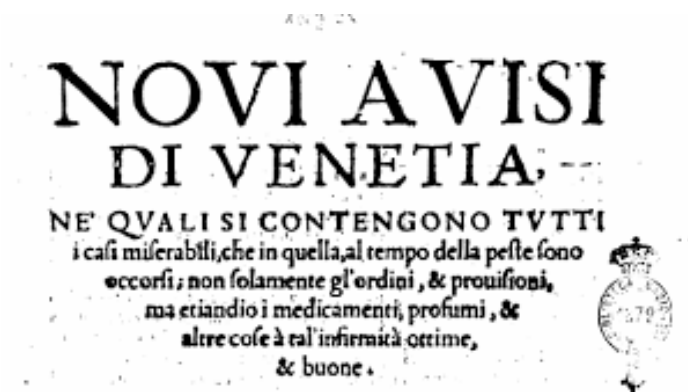 NOVI AVISI
DI VENETIA,
NE' QVALI SI CONTENGONO TVTTI
i caſi miſerabili,che in quella,al tempo della peſte ſono
occorſi; non ſolamente gl'ordini, & prouiſioni,
ma etiandio i medicamenti, profumi, &
altre coſe à tal'infirmità ottime,
& buone.